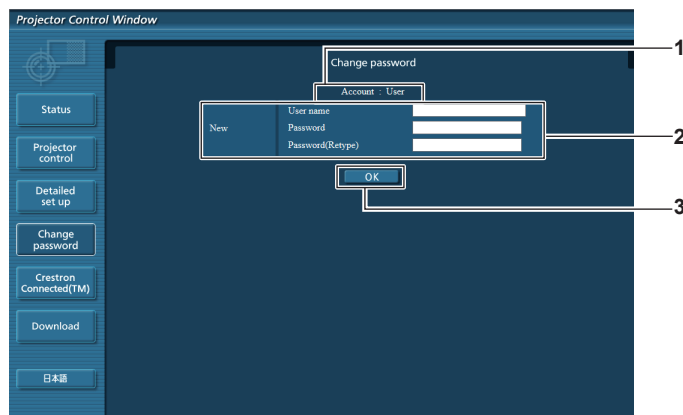 Projector Control Window
1
Change password
Account : User
Status
User name
New
Password
2
Password(Retype)
Projector
control
OK
Detailed
set up
3
Change
password
Crestron
Connected(TM)
Download
日本語